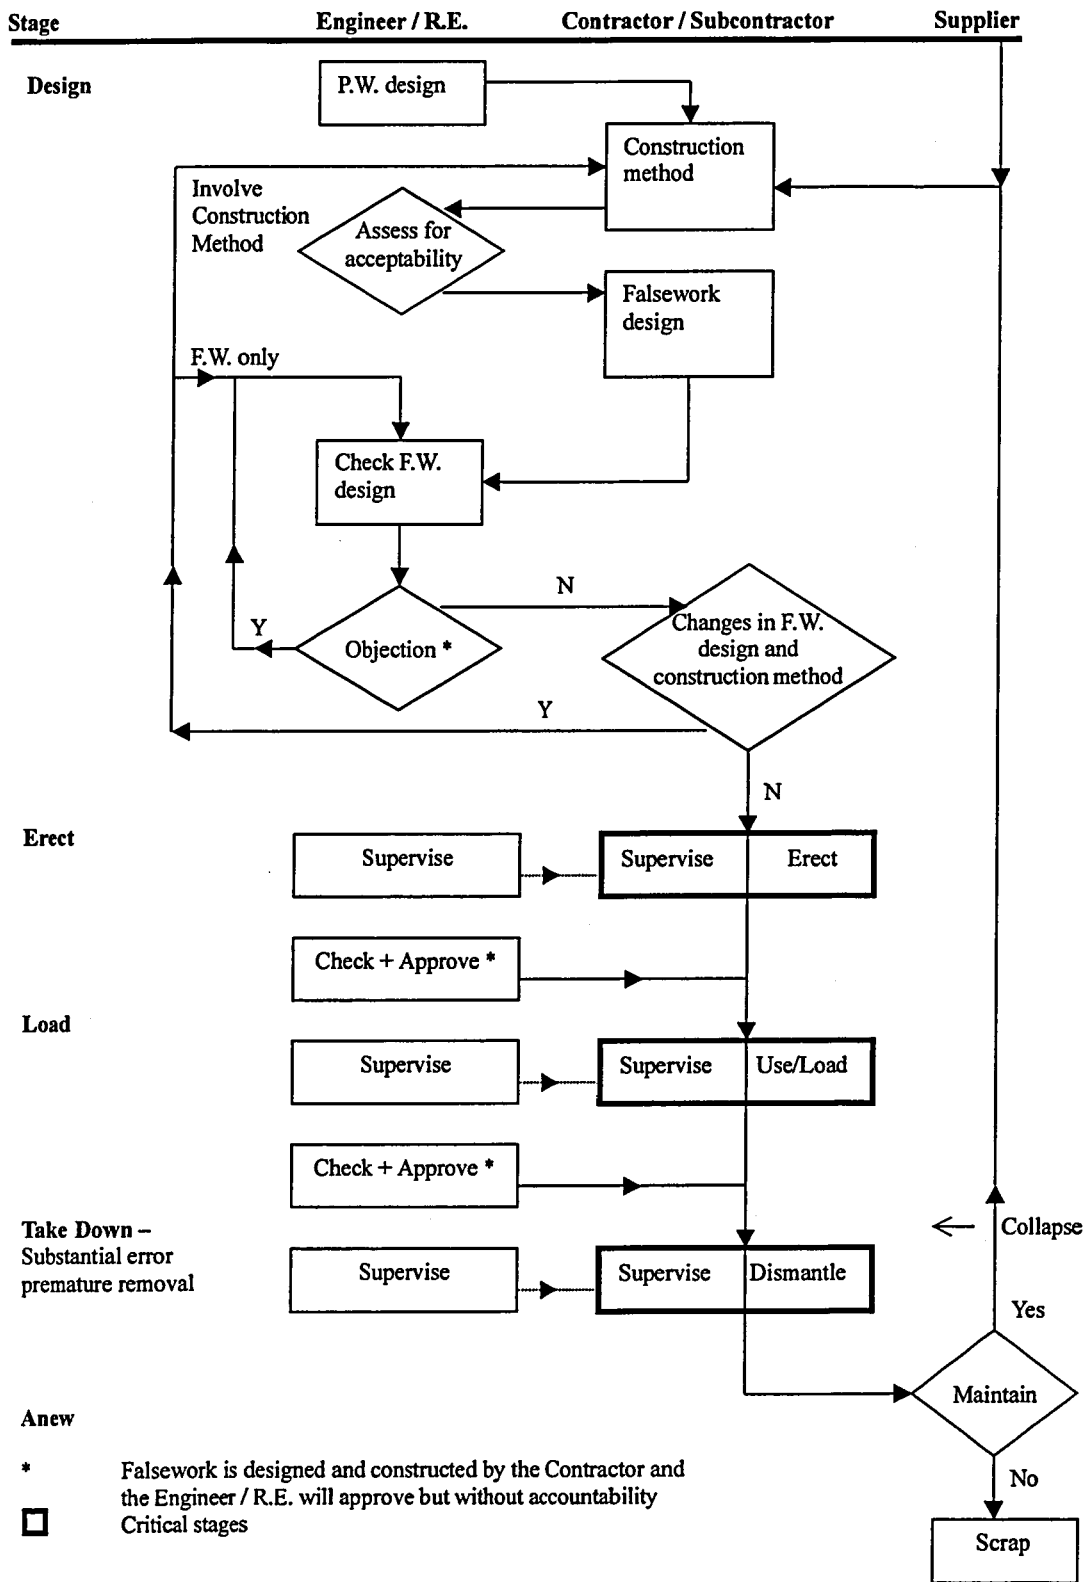 Stage Engineer / R.E. Contractor / Subcontractor Supplier
Design
P.W. design
Construction
method
Involve
Construction
Method
Assess for
acceptability
Falsework
design
F.W. only
Check F.W.
design
N
Y
Objection *
Changes in F.W.
design and
construction method
Y
N
Erect
Supervise
Supervise Erect
Check + Approve *
Load
Supervise
Supervise Use/Load
Check + Approve *
Take Down –
Substantial error
premature removal
Collapse
Supervise
Supervise Dismantle
Yes
Maintain
Anew
* Falsework is designed and constructed by the Contractor and
the Engineer / R.E. will approve but without accountability
Critical stages
No
Scrap